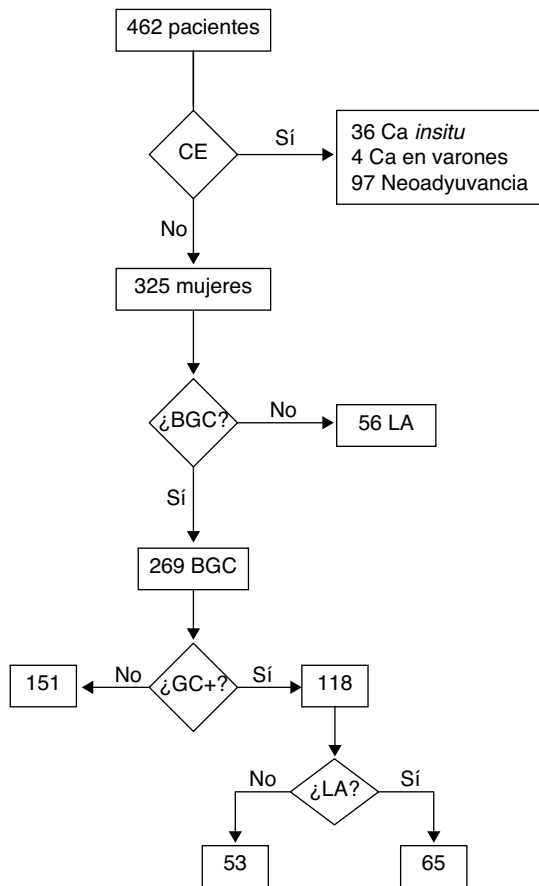 462 pacientes
CE
Sí
36 Ca insitu
4 Ca en varones
97 Neoadyuvancia
No
325 mujeres
¿BGC?
No
56 LA
Sí
269 BGC
151
No
¿GC+?
Sí
118
No
¿LA?
Sí
53
65